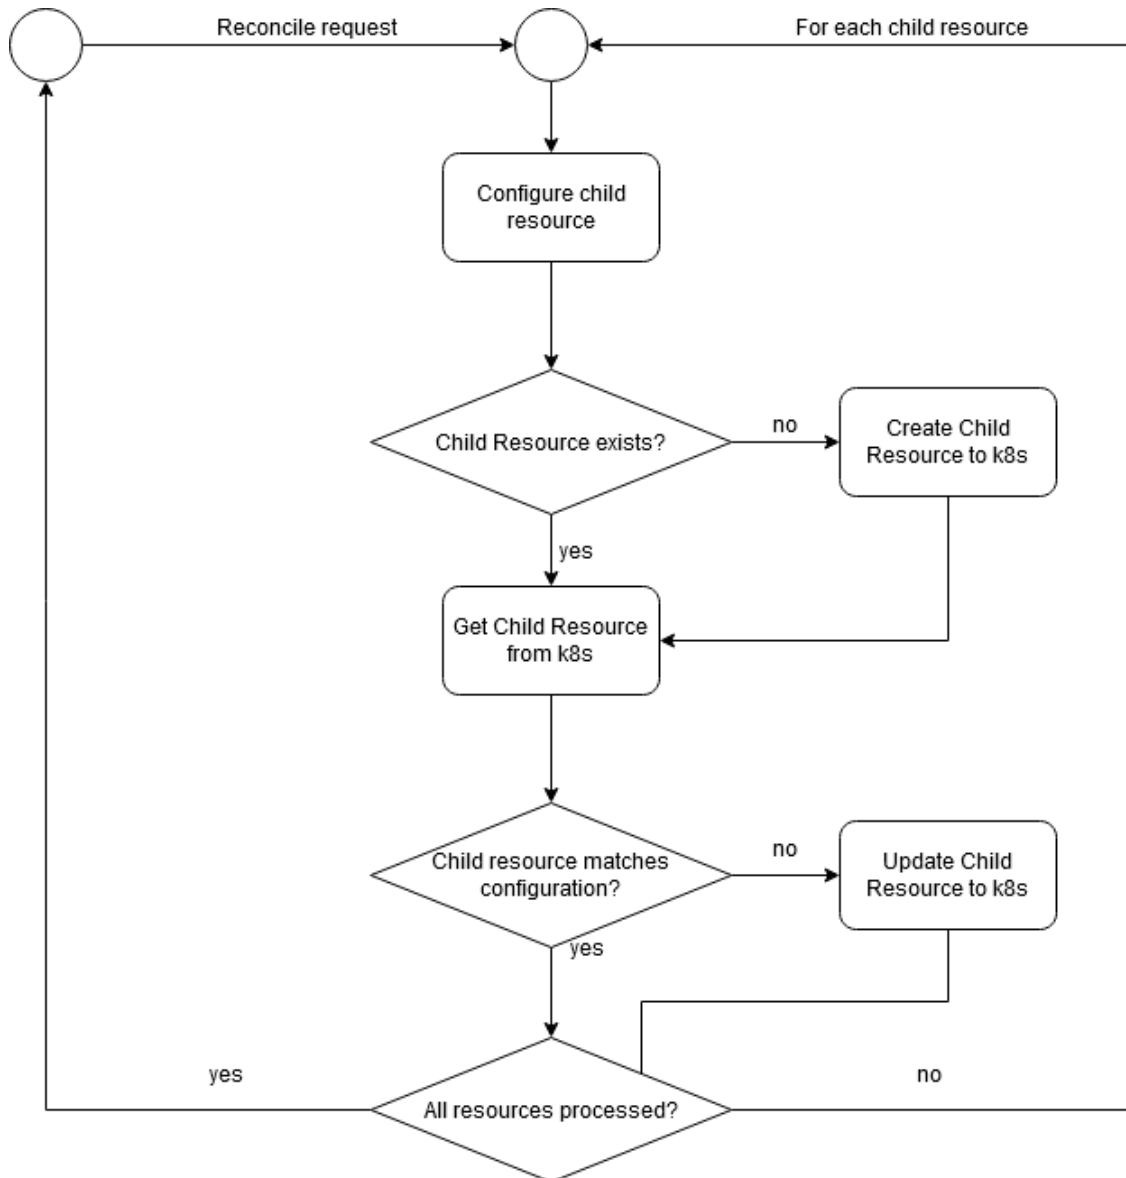 Reconcile request
For each child resource
Configure child
resource
Child Resource exists?
no
Create Child
Resource to k8s
yes
Get Child Resource
from k8s
Child resource matches
configuration?
no
Update Child
Resource to k8s
yes
yes
All resources processed?
no